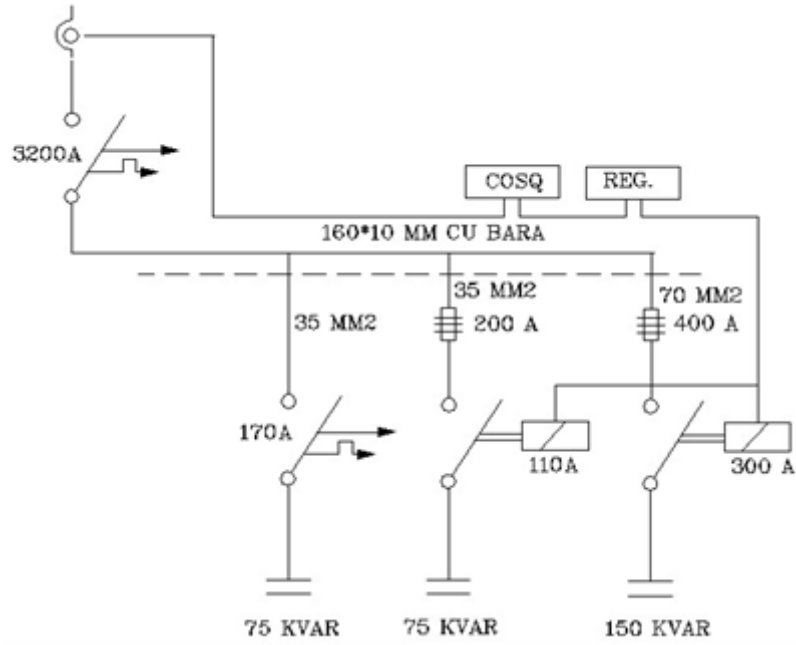 3200A
COSQ
REG.
160*10 MM CU BARA
35 MM2
35 MM2
200 A
70 MM2
400 A
170A
110A
300 A
75 KVAR
75 KVAR
150 KVAR